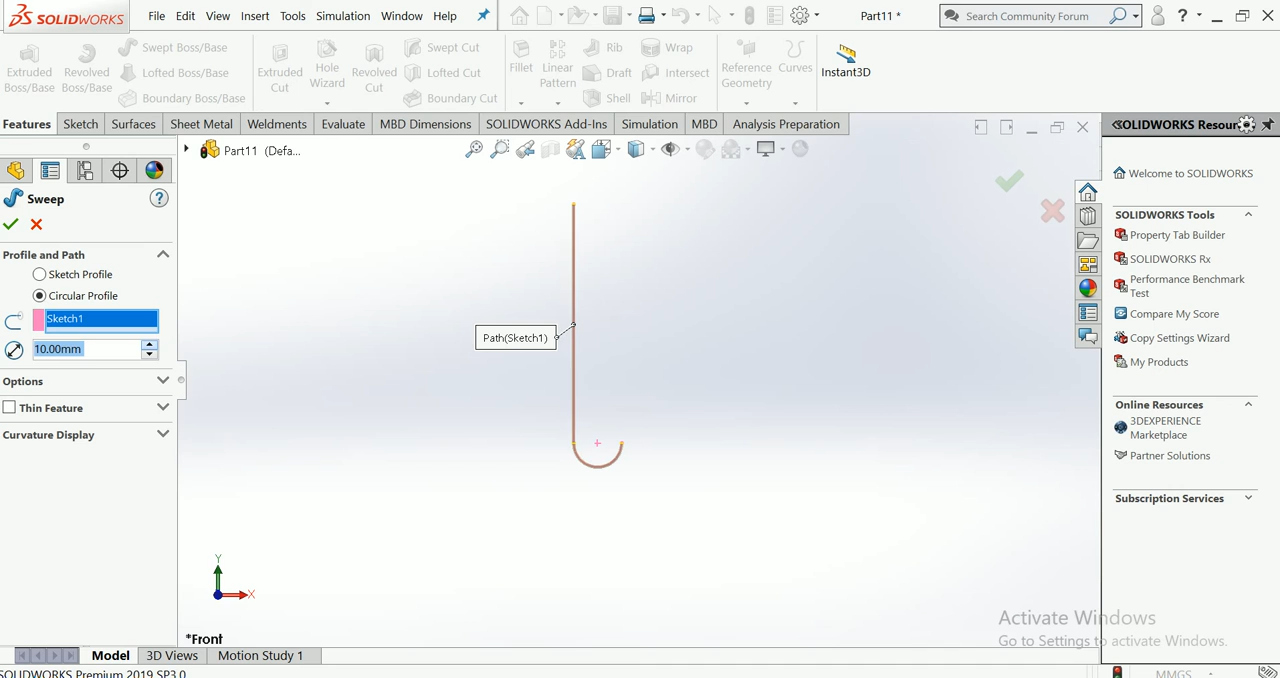 SOLIDWORKS File Edit View Insert Tools Simulation Window Help Part11 * Search Community Forum ?
Extruded Boss/Base
Revolved Boss/Base
Swept Boss/Base
Lofted Boss/Base
Boundary Boss/Base
Extruded Cut
Hole Wizard
Revolved Cut
Swept Cut
Lofted Cut
Boundary Cut
Fillet
Linear Pattern
Rib
Draft
Shell
Wrap
Intersect
Mirror
Reference Geometry
Curves
Instant3D
Features Sketch Surfaces Sheet Metal Weldments Evaluate MBD Dimensions SOLIDWORKS Add-Ins Simulation MBD Analysis Preparation
Part11 (Defa...
Sweep
?
Profile and Path
Sketch Profile
Circular Profile
Sketch1
10.00mm
Options
Thin Feature
Curvature Display
Path(Sketch1)
Y
X
*Front
OLIDWORKS Resour
Welcome to SOLIDWORKS
SOLIDWORKS Tools
Property Tab Builder
SOLIDWORKS Rx
Performance Benchmark
Test
Compare My Score
Copy Settings Wizard
My Products
Online Resources
3DEXPERIENCE
Marketplace
Partner Solutions
Subscription Services
Activate Windows
Go to Settings to activate Windows.
Model 3D Views Motion Study 1
SOLIDWORKS Premium 2019 SP3.0
MMGS